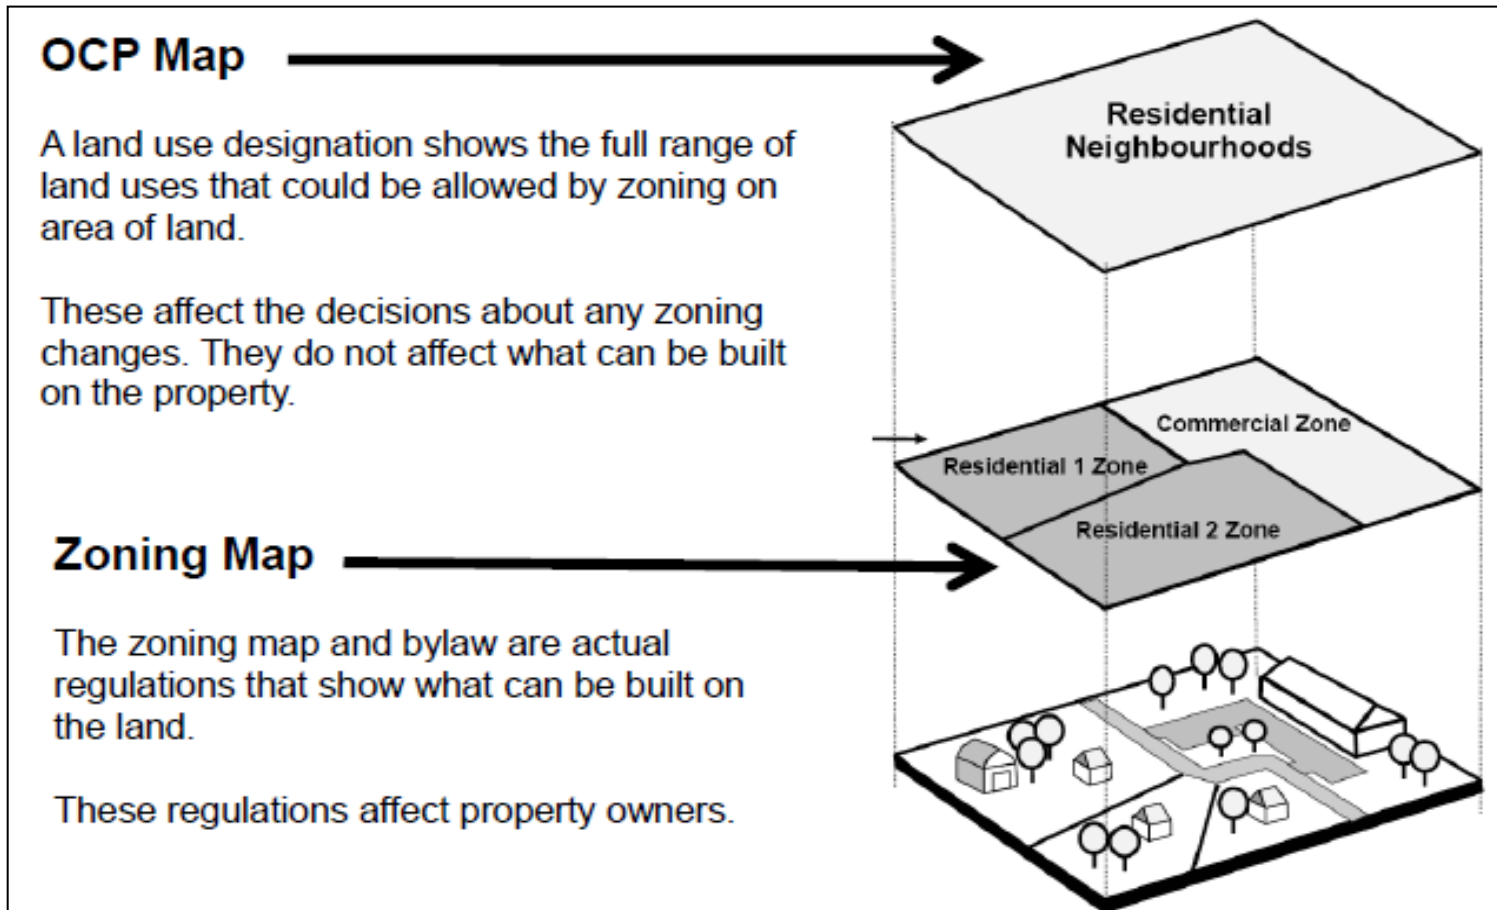 OCP Map
A land use designation shows the full range of
land uses that could be allowed by zoning on
area of land.
These affect the decisions about any zoning
changes. They do not affect what can be built
on the property.
Zoning Map
The zoning map and bylaw are actual
regulations that show what can be built on
the land.
These regulations affect property owners.
Residential
Neighbourhoods
Commercial Zone
Residential 1 Zone
Residential 2 Zone